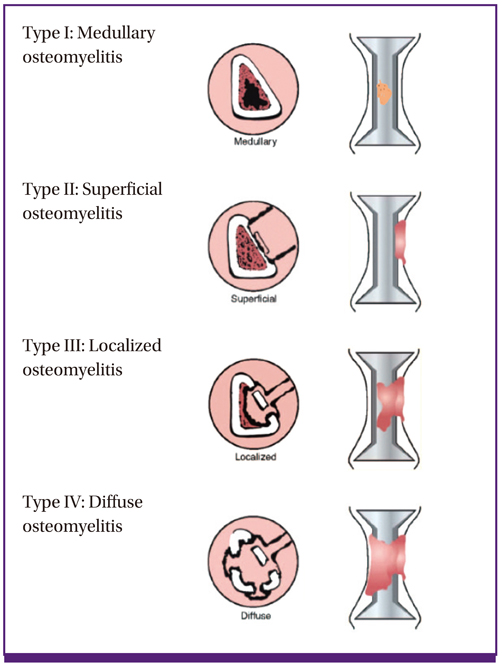 Type I: Medullary
osteomyelitis
Medullary
Type II: Superficial
osteomyelitis
Superficial
Type III: Localized
osteomyelitis
Localized
Type IV: Diffuse
osteomyelitis
Diffuse